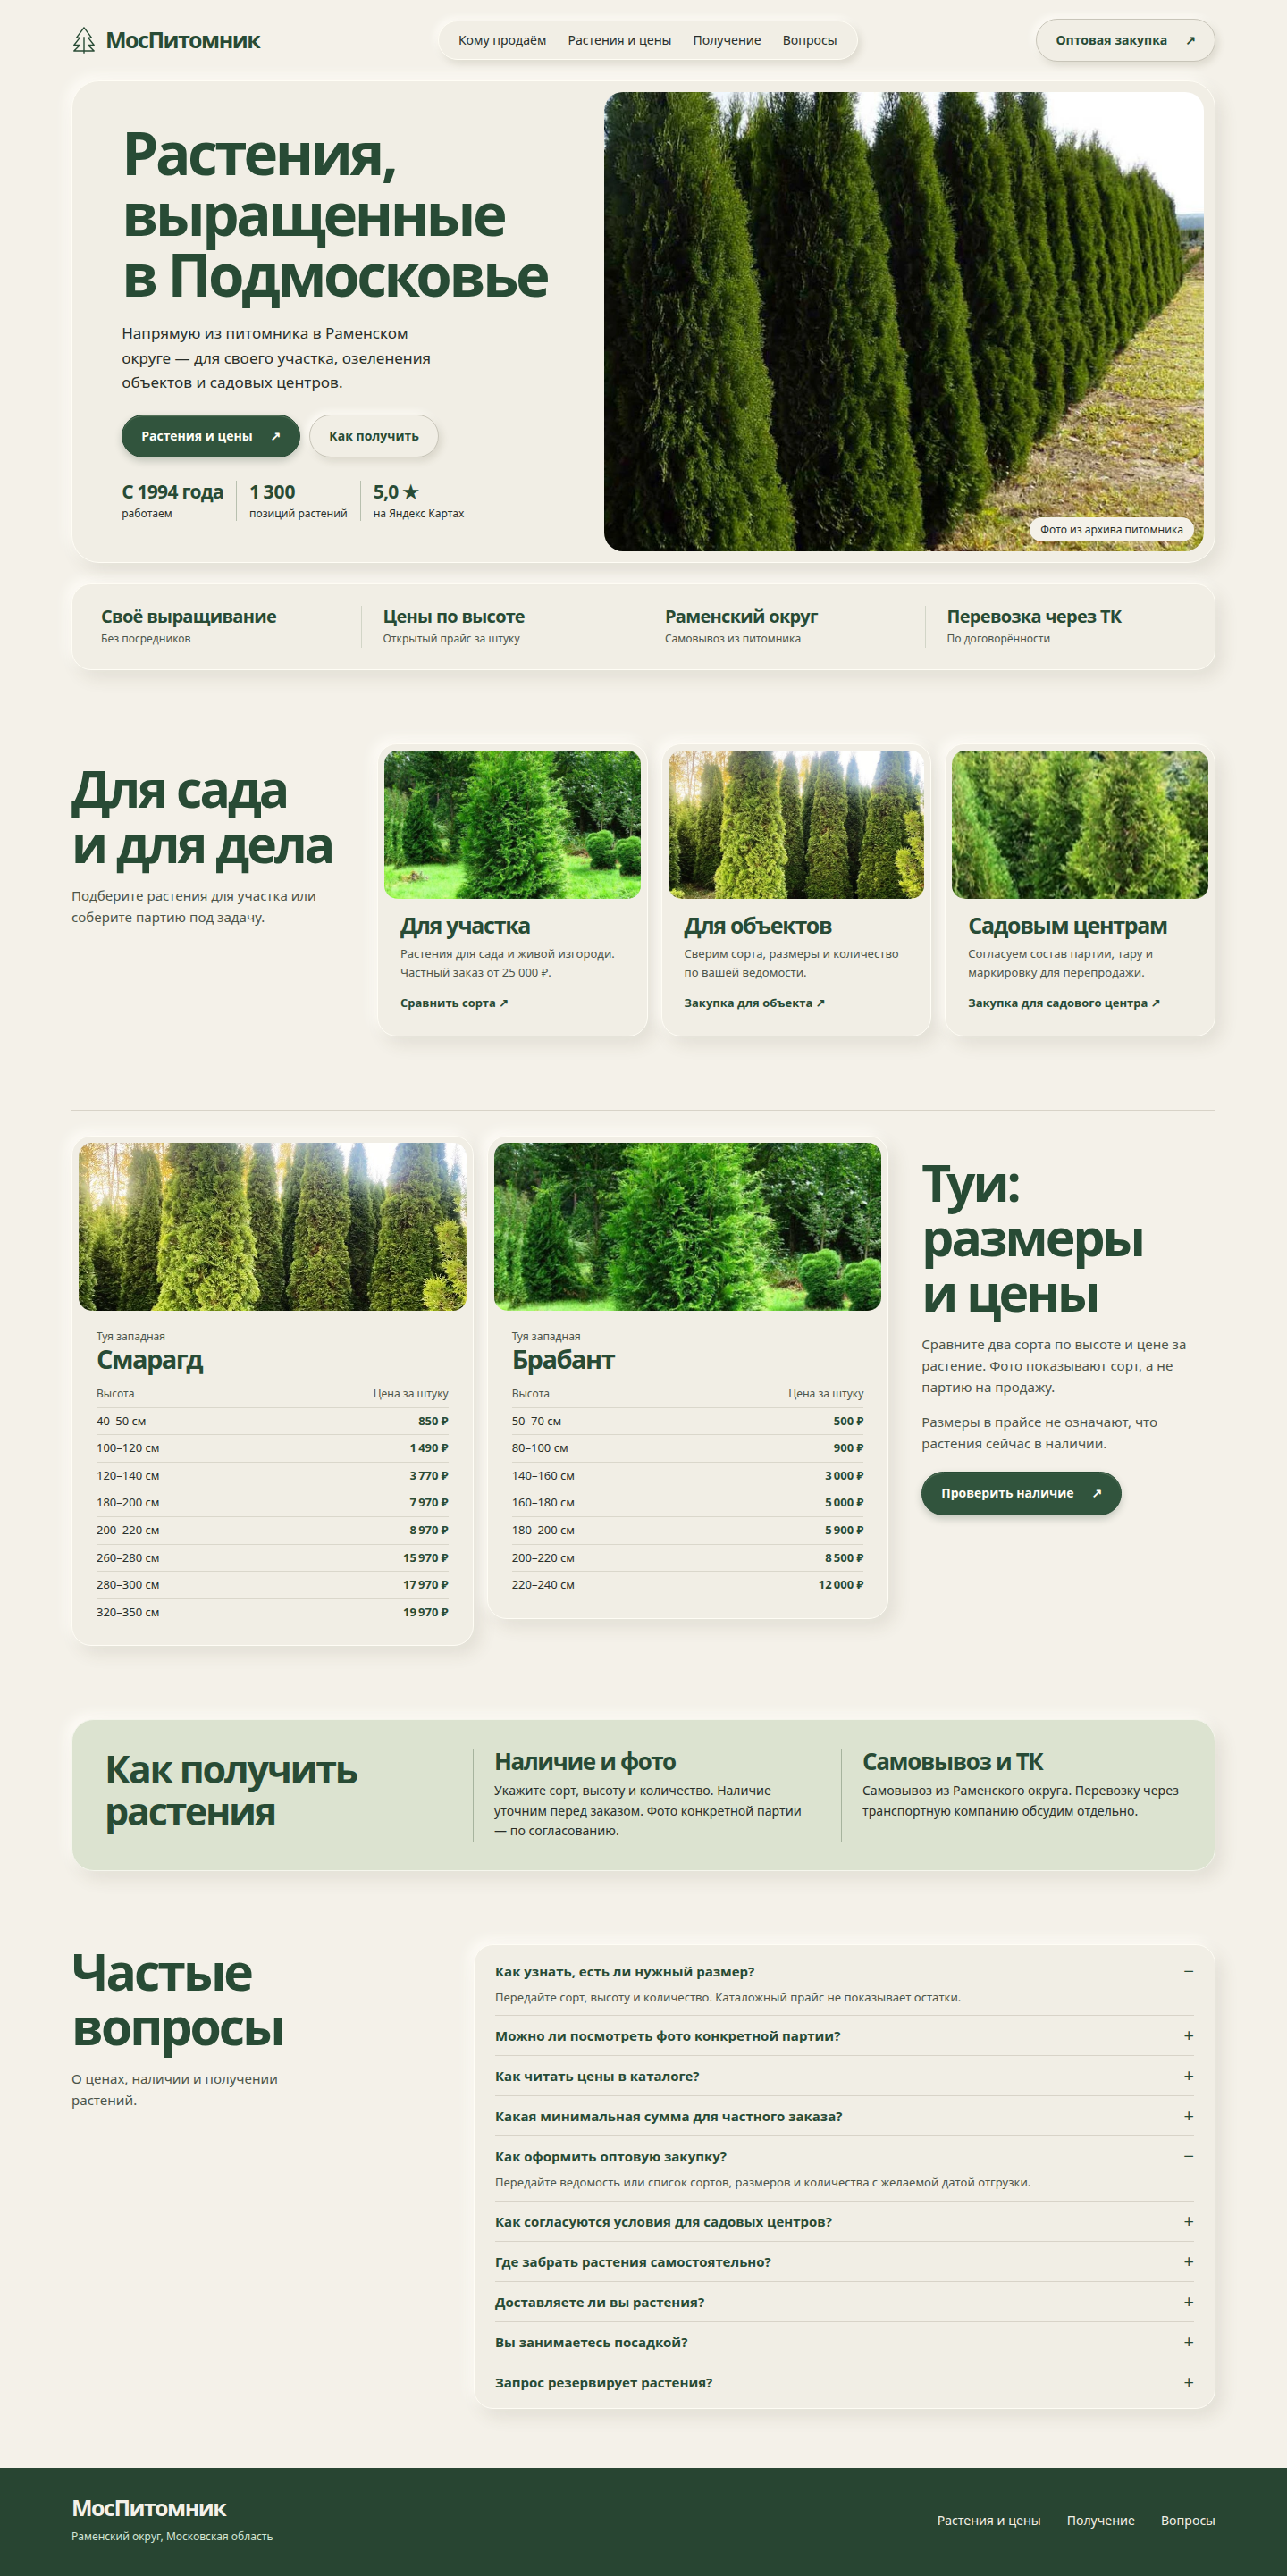 МосПитомник
Кому продаём
Растения и цены
Получение
Вопросы
Оптовая закупка ↗
Растения,
выращенные
в Подмосковье
Напрямую из питомника в Раменском
округе — для своего участка, озеленения
объектов и садовых центров.
Растения и цены ↗
Как получить
С 1994 года
работаем
1 300
позиций растений
5,0 ★
на Яндекс Картах
Фото из архива питомника
Своё выращивание
Без посредников
Цены по высоте
Открытый прайс за штуку
Раменский округ
Самовывоз из питомника
Перевозка через ТК
По договорённости
Для сада
и для дела
Подберите растения для участка или
соберите партию под задачу.
Для участка
Растения для сада и живой изгороди.
Частный заказ от 25 000 ₽.
Сравнить сорта ↗
Для объектов
Сверим сорта, размеры и количество
по вашей ведомости.
Закупка для объекта ↗
Садовым центрам
Согласуем состав партии, тару и
маркировку для перепродажи.
Закупка для садового центра ↗
Туя западная
Смарагд
Высота Цена за штуку
40–50 см 850 ₽
100–120 см 1 490 ₽
120–140 см 3 770 ₽
180–200 см 7 970 ₽
200–220 см 8 970 ₽
260–280 см 15 970 ₽
280–300 см 17 970 ₽
320–350 см 19 970 ₽
Туя западная
Брабант
Высота Цена за штуку
50–70 см 500 ₽
80–100 см 900 ₽
140–160 см 3 000 ₽
160–180 см 5 000 ₽
180–200 см 5 900 ₽
200–220 см 8 500 ₽
220–240 см 12 000 ₽
Туи:
размеры
и цены
Сравните два сорта по высоте и цене за
растение. Фото показывают сорт, а не
партию на продажу.
Размеры в прайсе не означают, что
растения сейчас в наличии.
Проверить наличие ↗
Как получить
растения
Наличие и фото
Укажите сорт, высоту и количество. Наличие
уточним перед заказом. Фото конкретной партии
— по согласованию.
Самовывоз и ТК
Самовывоз из Раменского округа. Перевозку через
транспортную компанию обсудим отдельно.
Частые
вопросы
О ценах, наличии и получении
растений.
Как узнать, есть ли нужный размер? −
Передайте сорт, высоту и количество. Каталожный прайс не показывает остатки.
Можно ли посмотреть фото конкретной партии? +
Как читать цены в каталоге? +
Какая минимальная сумма для частного заказа? +
Как оформить оптовую закупку? −
Передайте ведомость или список сортов, размеров и количества с желаемой датой отгрузки.
Как согласуются условия для садовых центров? +
Где забрать растения самостоятельно? +
Доставляете ли вы растения? +
Вы занимаетесь посадкой? +
Запрос резервирует растения? +
МосПитомник
Раменский округ, Московская область
Растения и цены
Получение
Вопросы